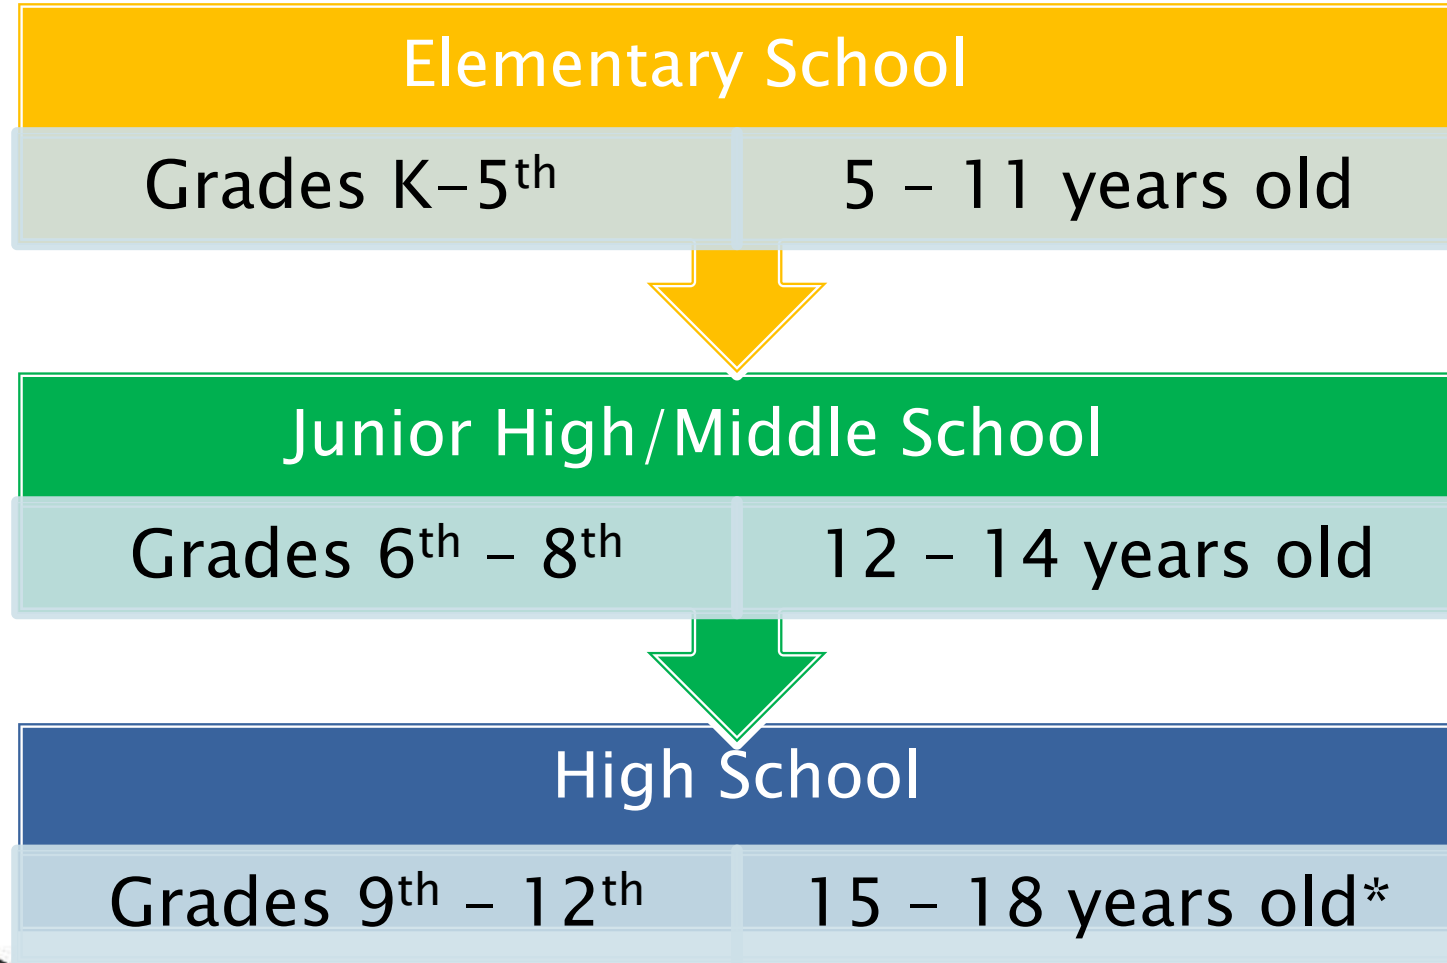 Elementary School
Grades K–5th
5 – 11 years old
Junior High/Middle School
Grades 6th – 8th
12 – 14 years old
High School
Grades 9th – 12th
15 – 18 years old*